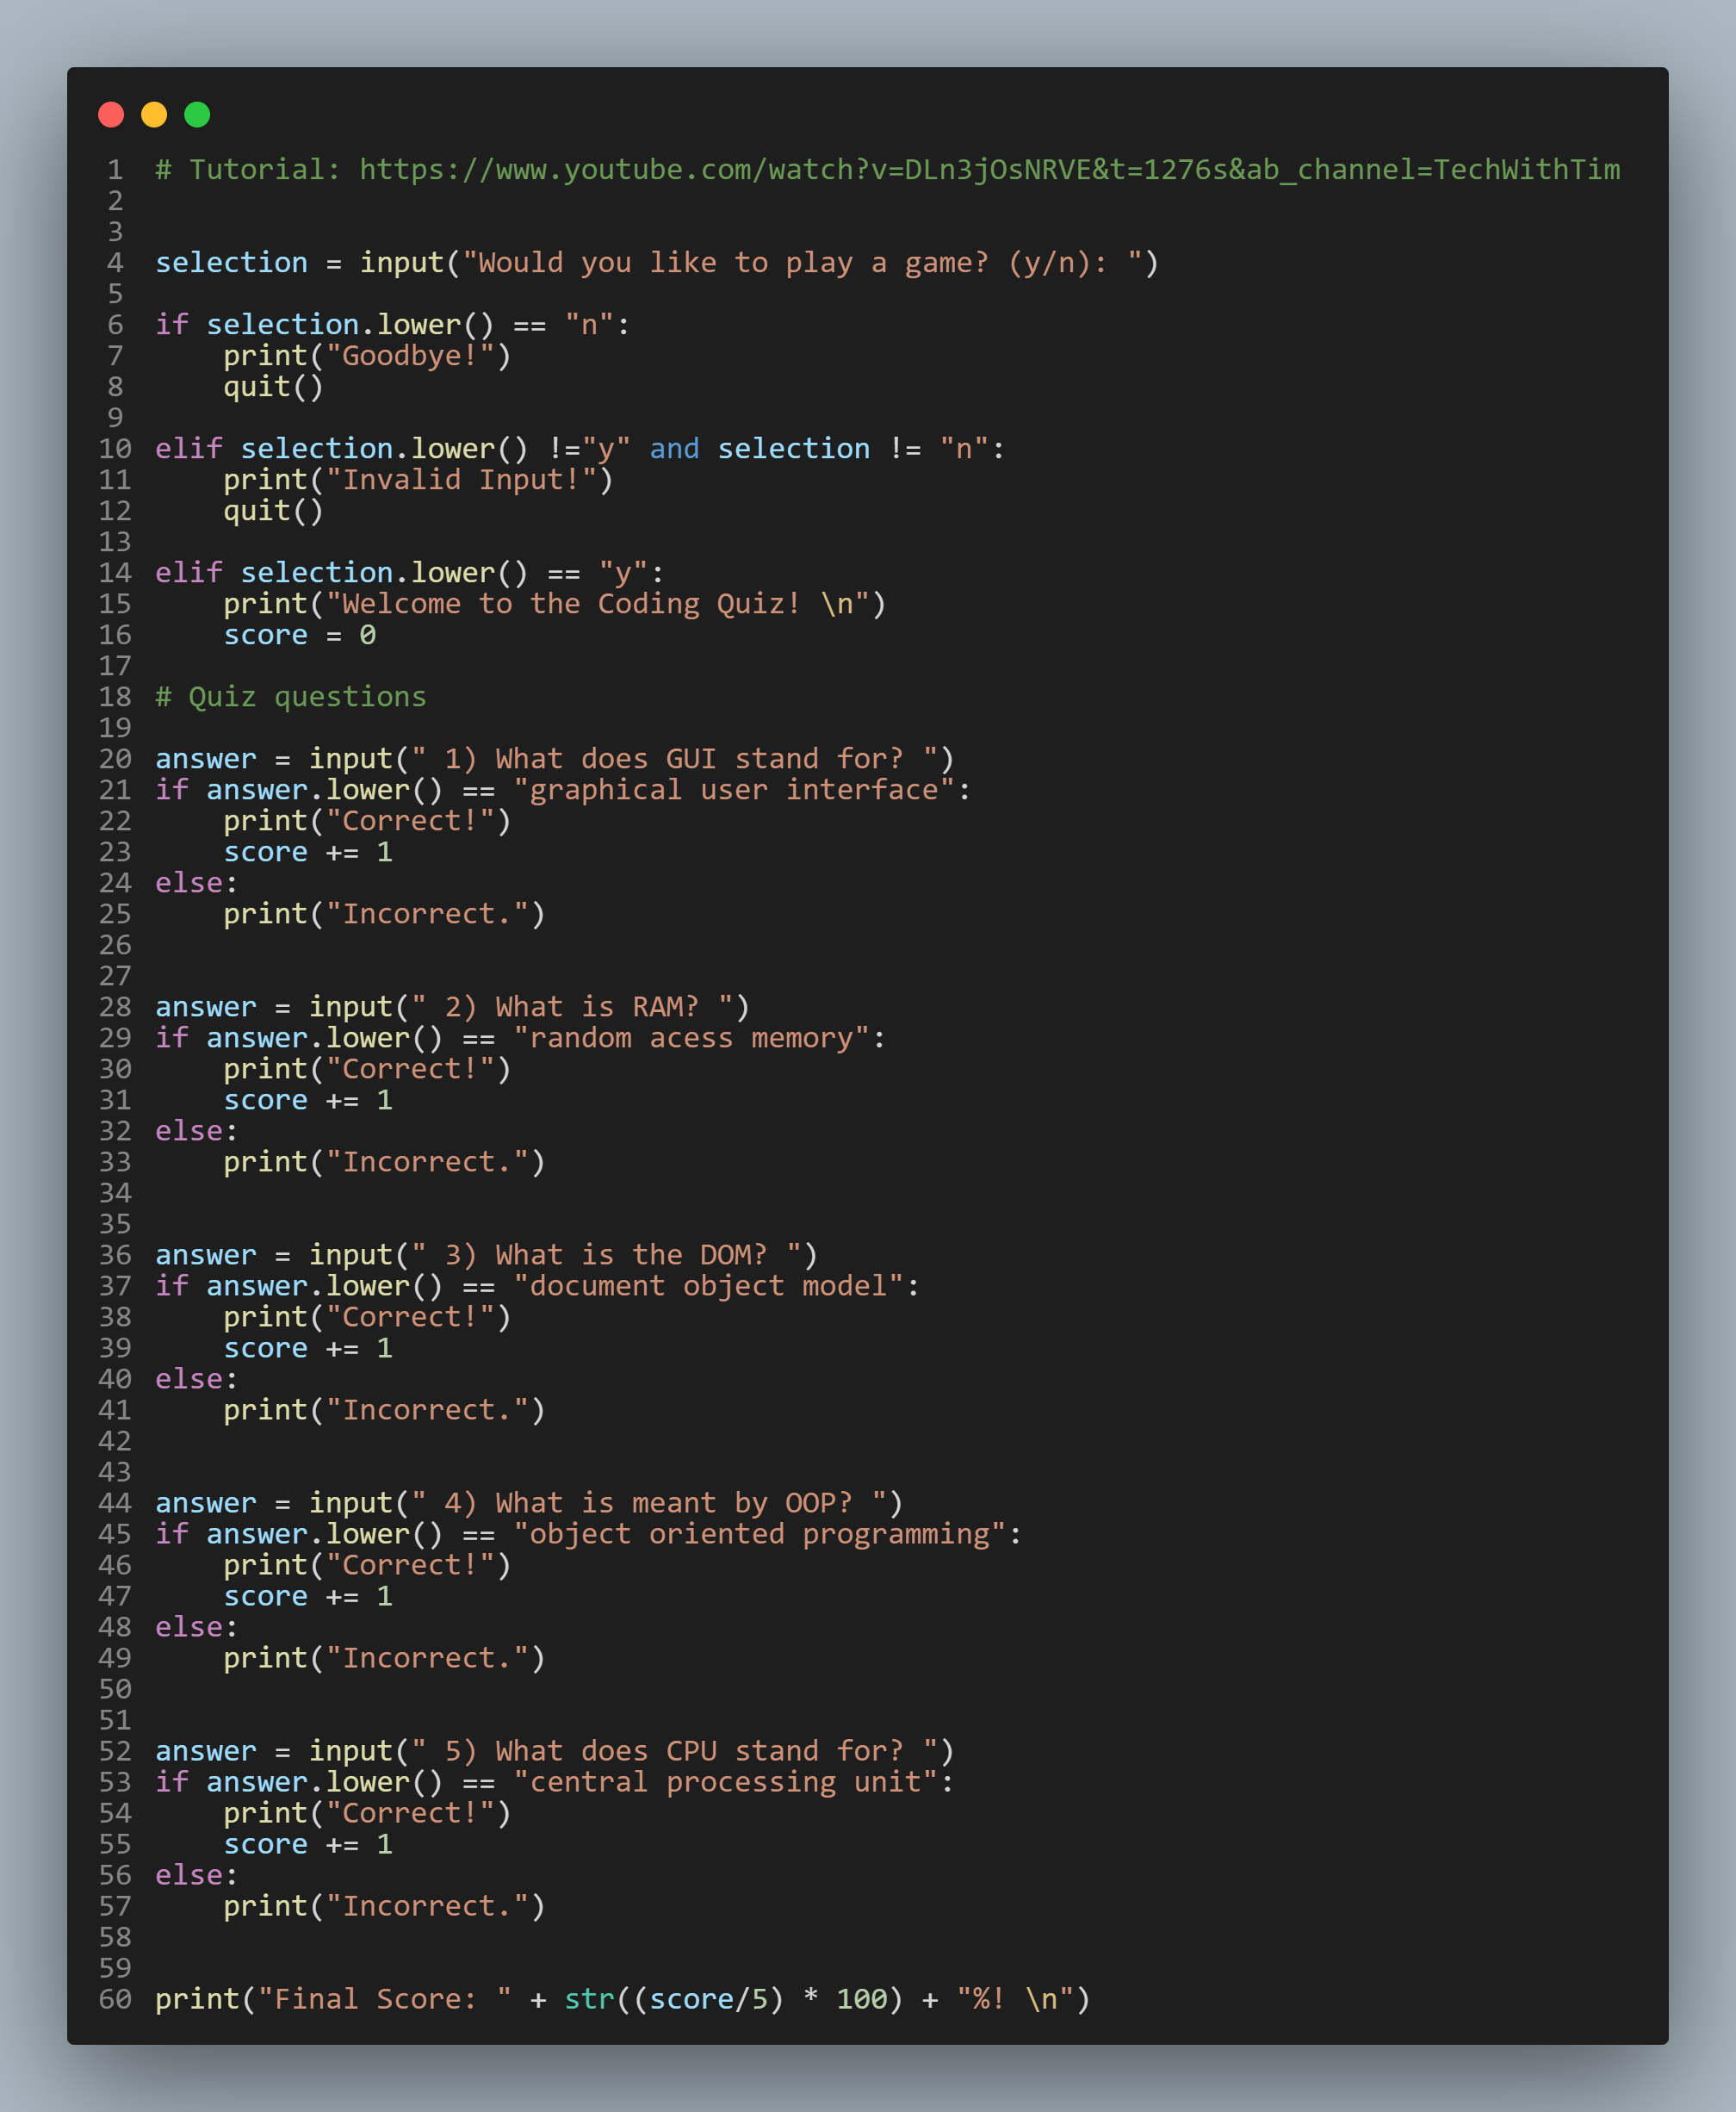 1 # Tutorial: https://www.youtube.com/watch?v=DLn3jOsNRVE&t=1276s&ab_channel=TechWithTim
2
3
4 selection = input("Would you like to play a game? (y/n): ")
5
6 if selection.lower() == "n":
7     print("Goodbye!")
8     quit()
9
10 elif selection.lower() !="y" and selection != "n":
11     print("Invalid Input!")
12     quit()
13
14 elif selection.lower() == "y":
15     print("Welcome to the Coding Quiz! \n")
16     score = 0
17
18 # Quiz questions
19
20 answer = input(" 1) What does GUI stand for? ")
21 if answer.lower() == "graphical user interface":
22     print("Correct!")
23     score += 1
24 else:
25     print("Incorrect.")
26
27
28 answer = input(" 2) What is RAM? ")
29 if answer.lower() == "random acess memory":
30     print("Correct!")
31     score += 1
32 else:
33     print("Incorrect.")
34
35
36 answer = input(" 3) What is the DOM? ")
37 if answer.lower() == "document object model":
38     print("Correct!")
39     score += 1
40 else:
41     print("Incorrect.")
42
43
44 answer = input(" 4) What is meant by OOP? ")
45 if answer.lower() == "object oriented programming":
46     print("Correct!")
47     score += 1
48 else:
49     print("Incorrect.")
50
51
52 answer = input(" 5) What does CPU stand for? ")
53 if answer.lower() == "central processing unit":
54     print("Correct!")
55     score += 1
56 else:
57     print("Incorrect.")
58
59
60 print("Final Score: " + str((score/5) * 100) + "%! \n")